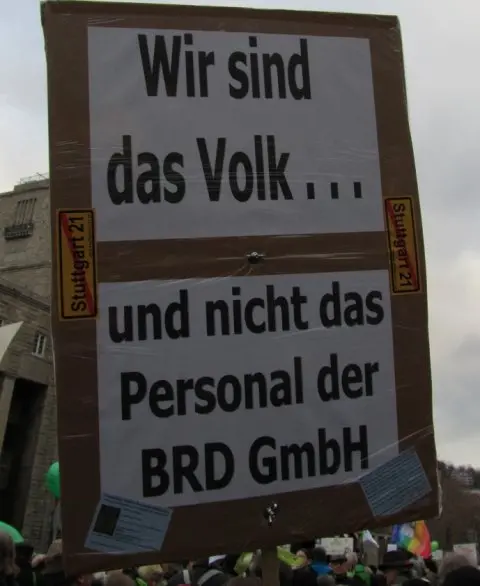 Wir sind
das Volk...
Stuttgart 21
Stuttgart 21
und nicht das
Personal der
BRD GmbH